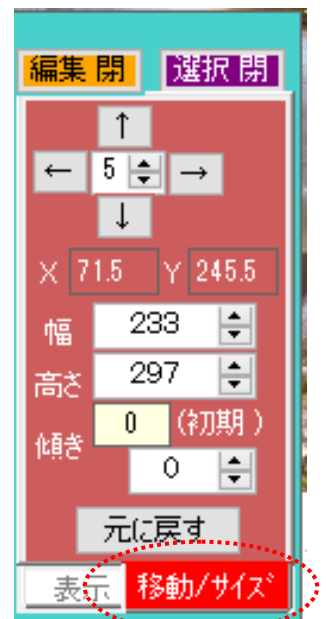 編集 閉 選択 閉
↑
← 5 →
↓
X 71.5 Y 245.5
幅 233
高さ 297
傾き 0 (初期)
0
元に戻す
表示 移動/サイズ